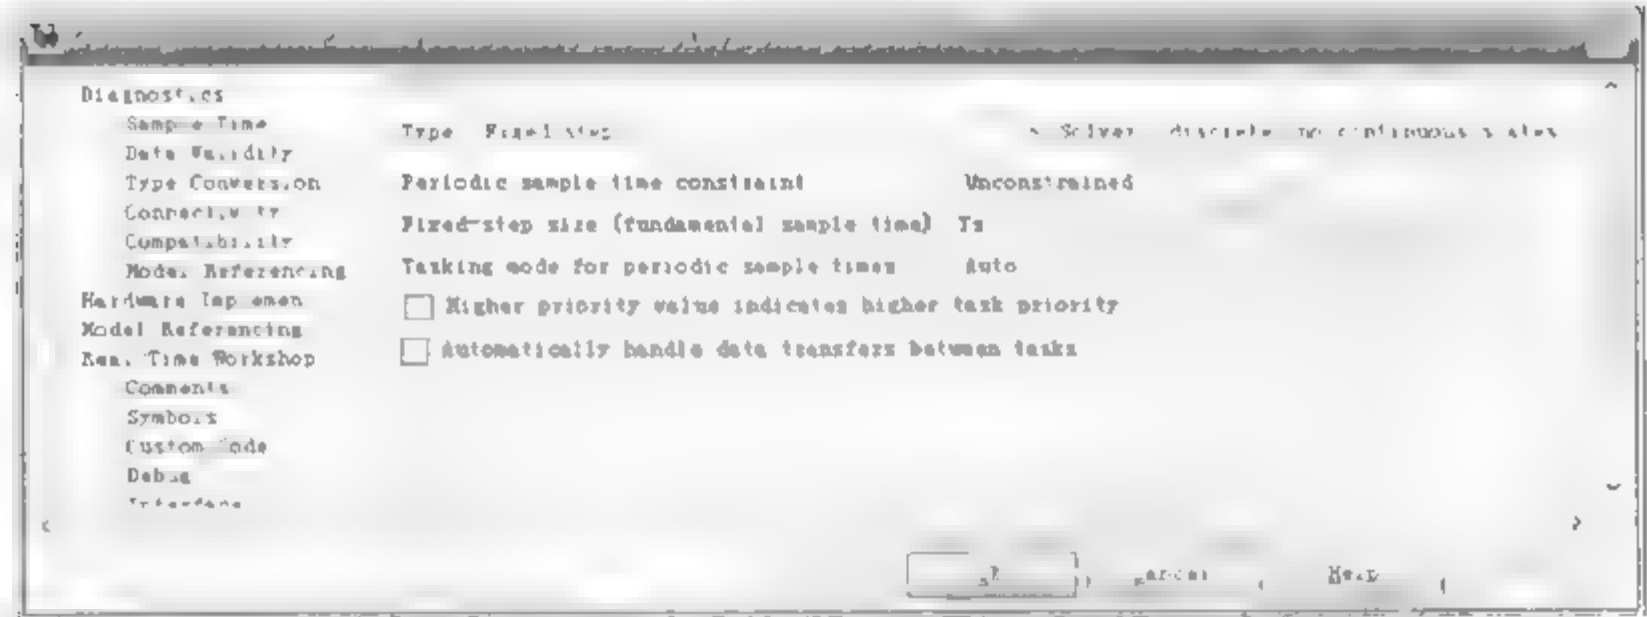 Diagnostics
Sample Time
Data Validity
Type Conversion
Connectivity
Compatibility
Model Referencing
Hardware Implemen
Model Referencing
Real Time Workshop
Comments
Symbols
Custom Code
Debug
Interface
Type Fixed step
Solver discrete no continuous states
Periodic sample time constraint Unconstrained
Fixed-step size (fundamental sample time) Ts
Tasking mode for periodic sample times Auto
Higher priority value indicates higher task priority
Automatically handle data transfers between tasks
OK Cancel Help